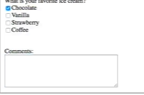 What is your favorite ice cream?
Chocolate
Vanilla
Strawberry
Coffee
Comments: